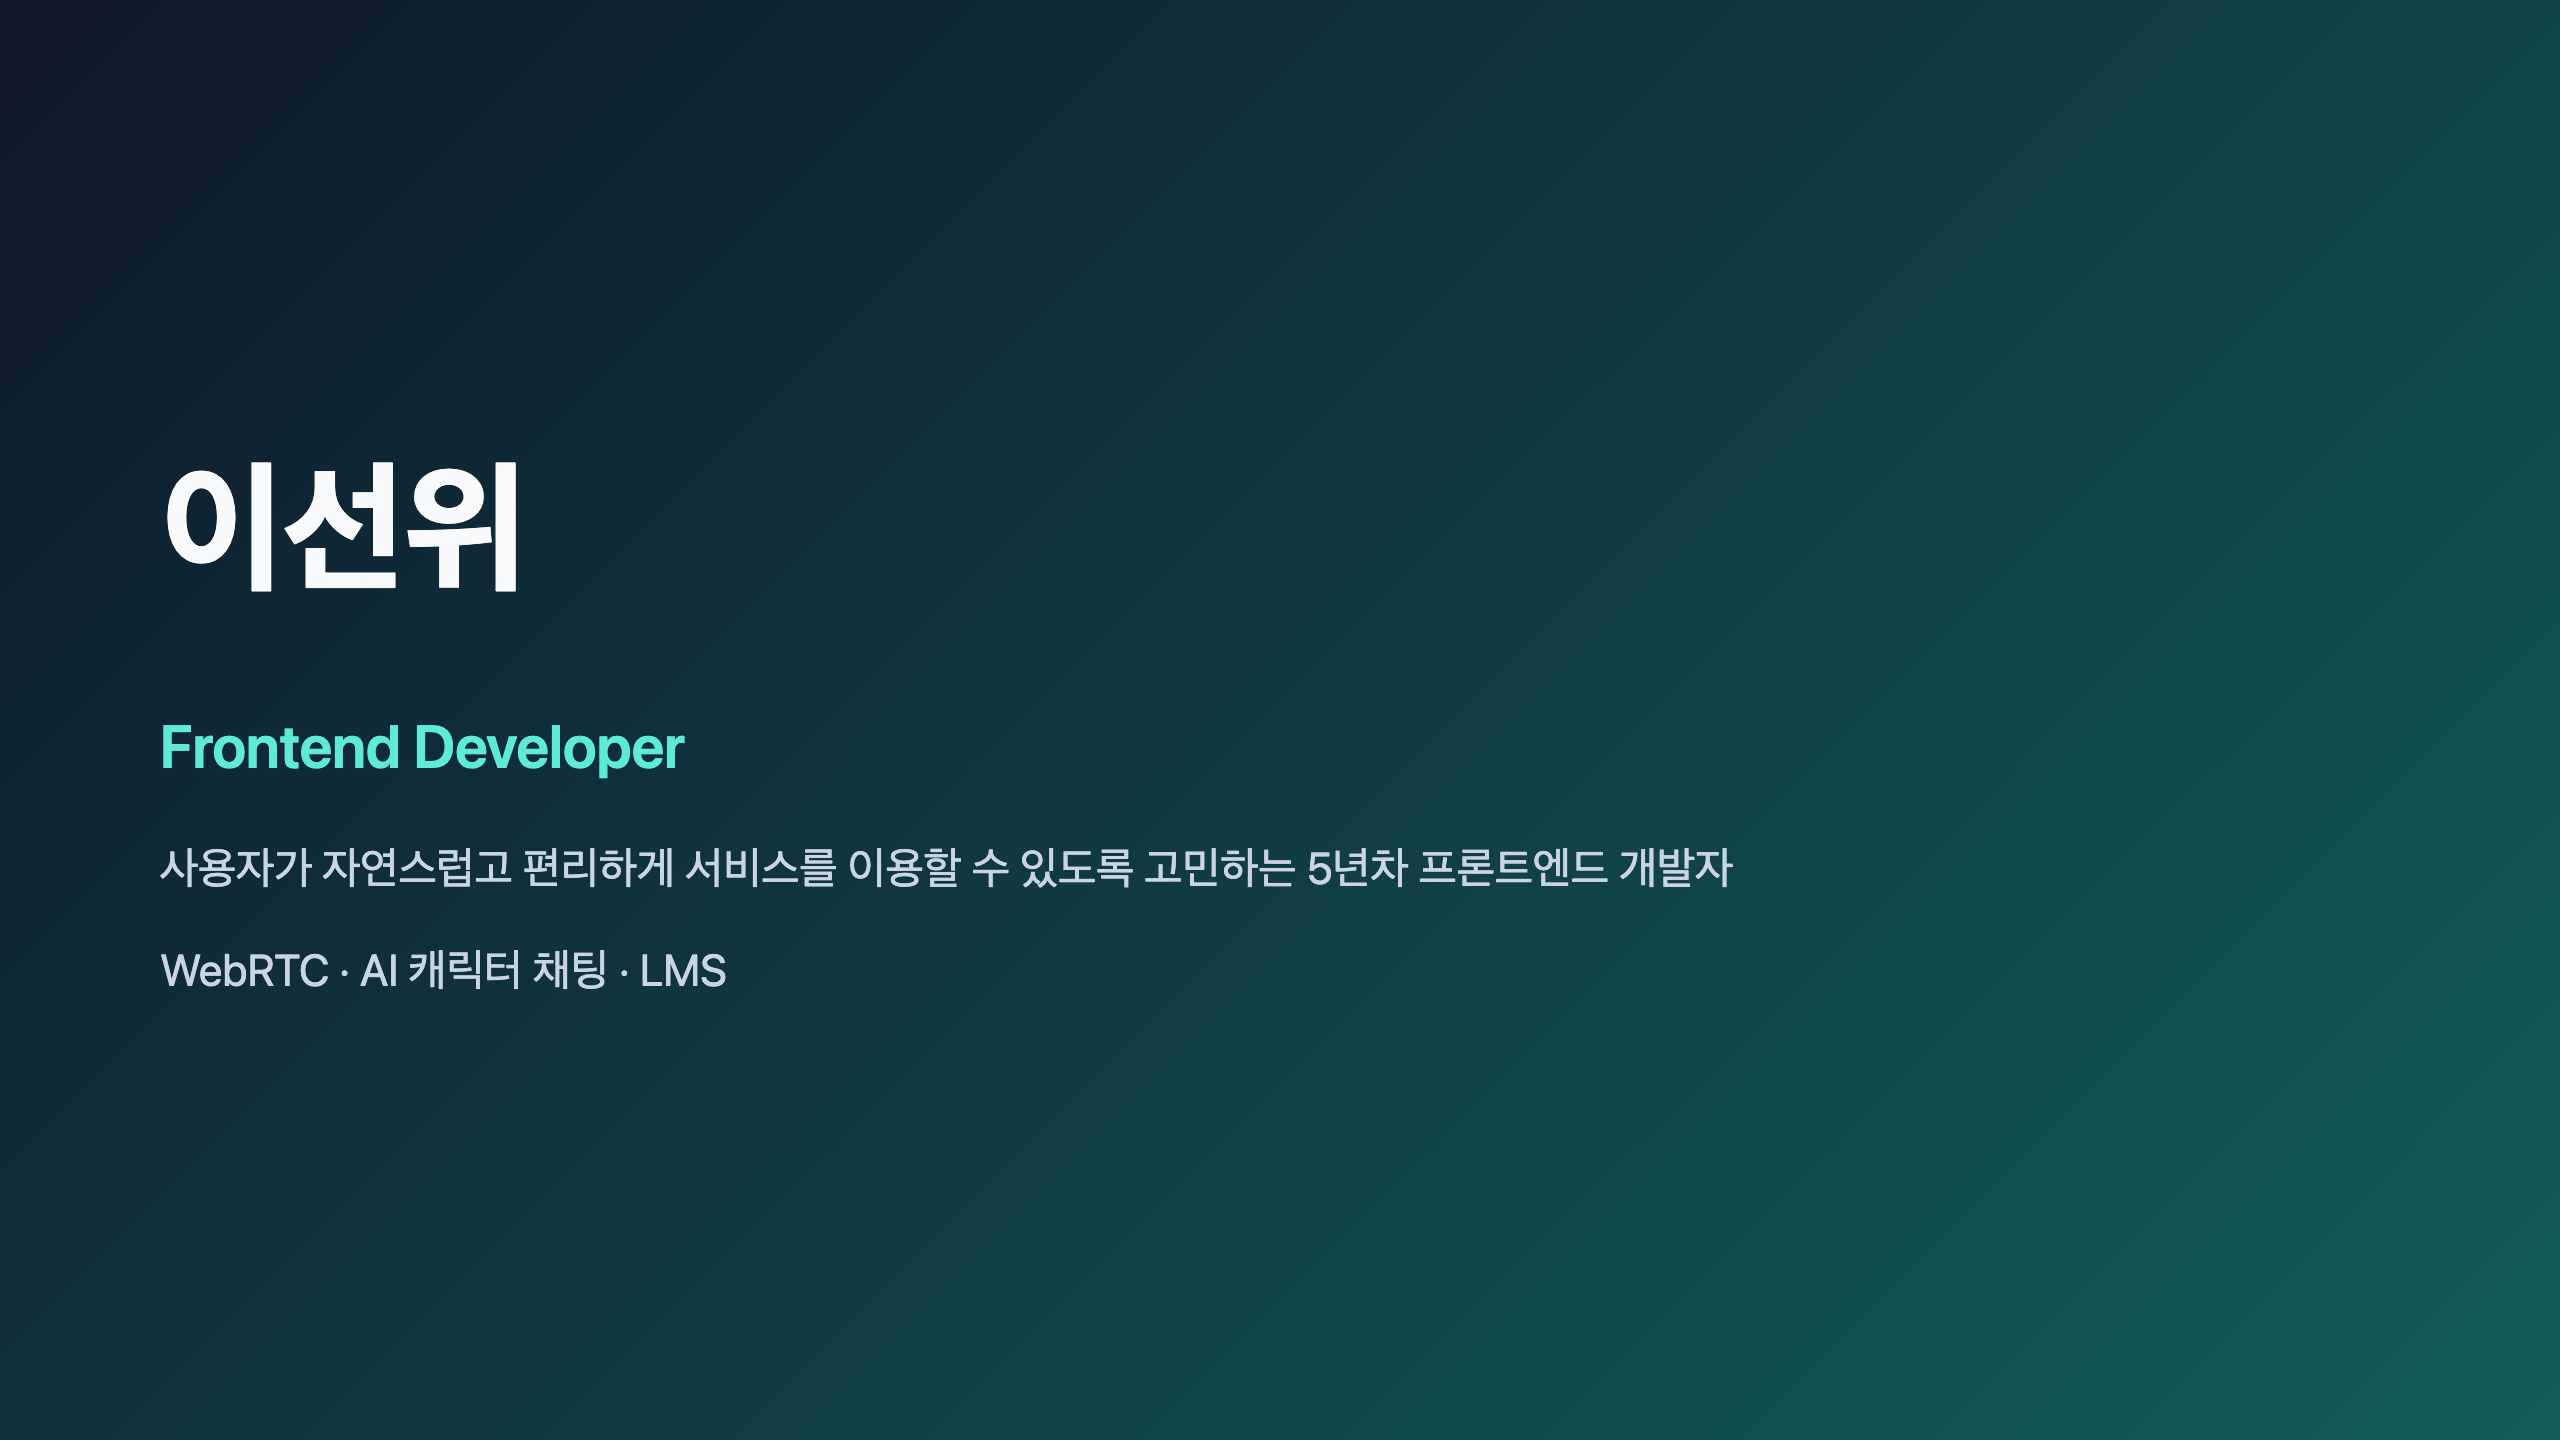 이선위
Frontend Developer
사용자가 자연스럽고 편리하게 서비스를 이용할 수 있도록 고민하는 5년차 프론트엔드 개발자
WebRTC · AI 캐릭터 채팅 · LMS